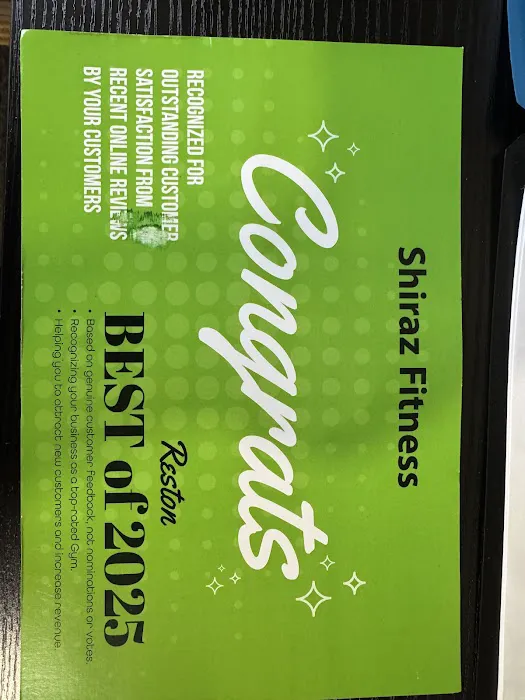 Shiraz Fitness
Congrats
RECOGNIZED FOR
OUTSTANDING CUSTOMER
SATISFACTION FROM
RECENT ONLINE REVIEWS
BY YOUR CUSTOMERS
Reston
BEST of 2025
• Based on genuine customer feedback, not nominations or votes.
• Recognizing your business as a top-rated Gym.
• Helping you to attract new customers and increase revenue.